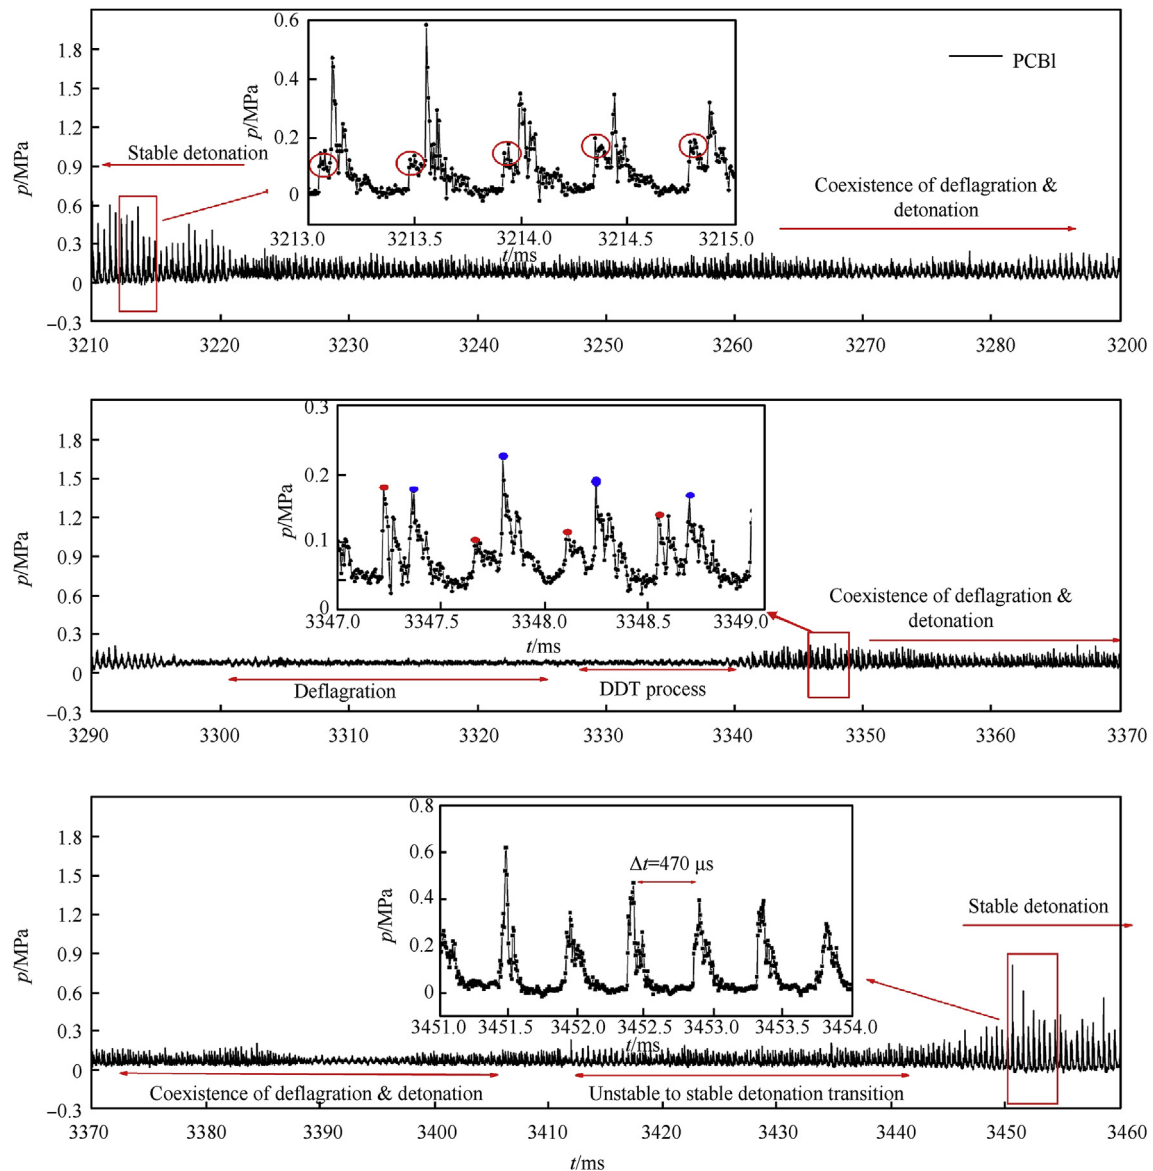 0.6
1.8
PCBl
1.5
0.4
p/MPa
1.2
0.2
p/MPa
Stable detonation
0.9
0
Coexistence of deflagration &
detonation
0.6
3213.0 3213.5 3214.0 3214.5 3215.0
t/ms
0.3
0
−0.3
3210 3220 3230 3240 3250 3260 3270 3280 3200
0.3
1.8
0.2
1.5
p/MPa
1.2
0.1
p/MPa
0.9
0
Coexistence of deflagration &
detonation
0.6
3347.0 3347.5 3348.0 3348.5 3349.0
t/ms
0.3
0
Deflagration
DDT process
−0.3
3290 3300 3310 3320 3330 3340 3350 3360 3370
0.8
1.8
0.6
Δt=470 μs
1.5
0.4
p/MPa
1.2
Stable detonation
0.2
p/MPa
0.9
0
0.6
3451.0 3451.5 3452.0 3452.5 3453.0 3453.5 3454.0
t/ms
0.3
0
Coexistence of deflagration & detonation
Unstable to stable detonation transition
−0.3
3370 3380 3390 3400 3410 3420 3430 3440 3450 3460
t/ms